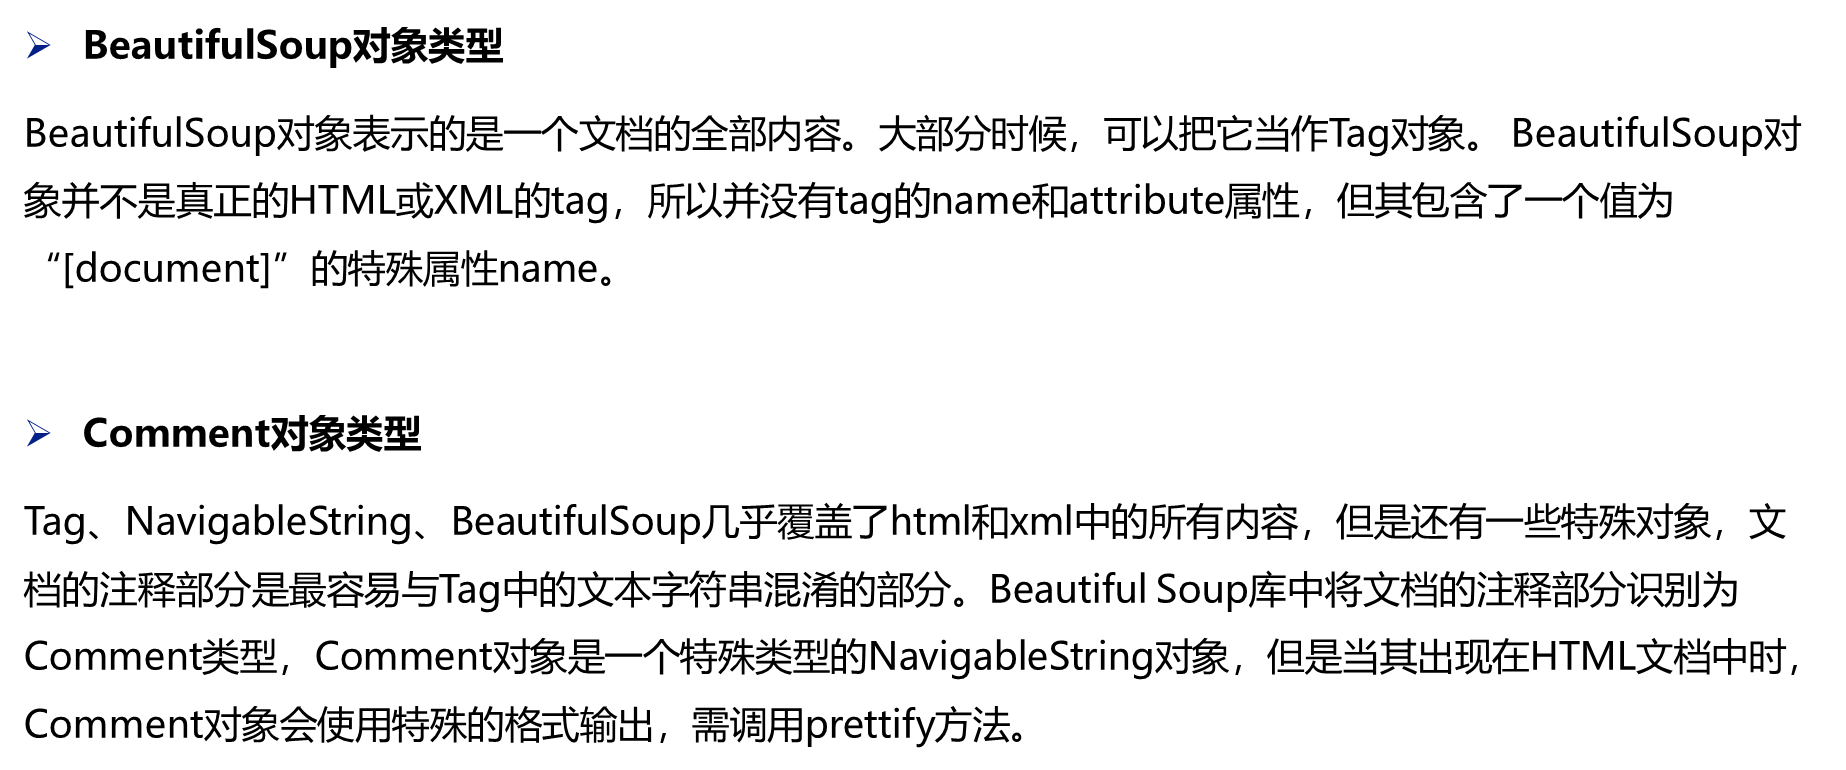 ➢ BeautifulSoup对象类型
BeautifulSoup对象表示的是一个文档的全部内容。大部分时候，可以把它当作Tag对象。 BeautifulSoup对
象并不是真正的HTML或XML的tag，所以并没有tag的name和attribute属性，但其包含了一个值为
“[document]”的特殊属性name。
➢ Comment对象类型
Tag、NavigableString、BeautifulSoup几乎覆盖了html和xml中的所有内容，但是还有一些特殊对象，文
档的注释部分是最容易与Tag中的文本字符串混淆的部分。Beautiful Soup库中将文档的注释部分识别为
Comment类型，Comment对象是一个特殊类型的NavigableString对象，但是当其出现在HTML文档中时，
Comment对象会使用特殊的格式输出，需调用prettify方法。